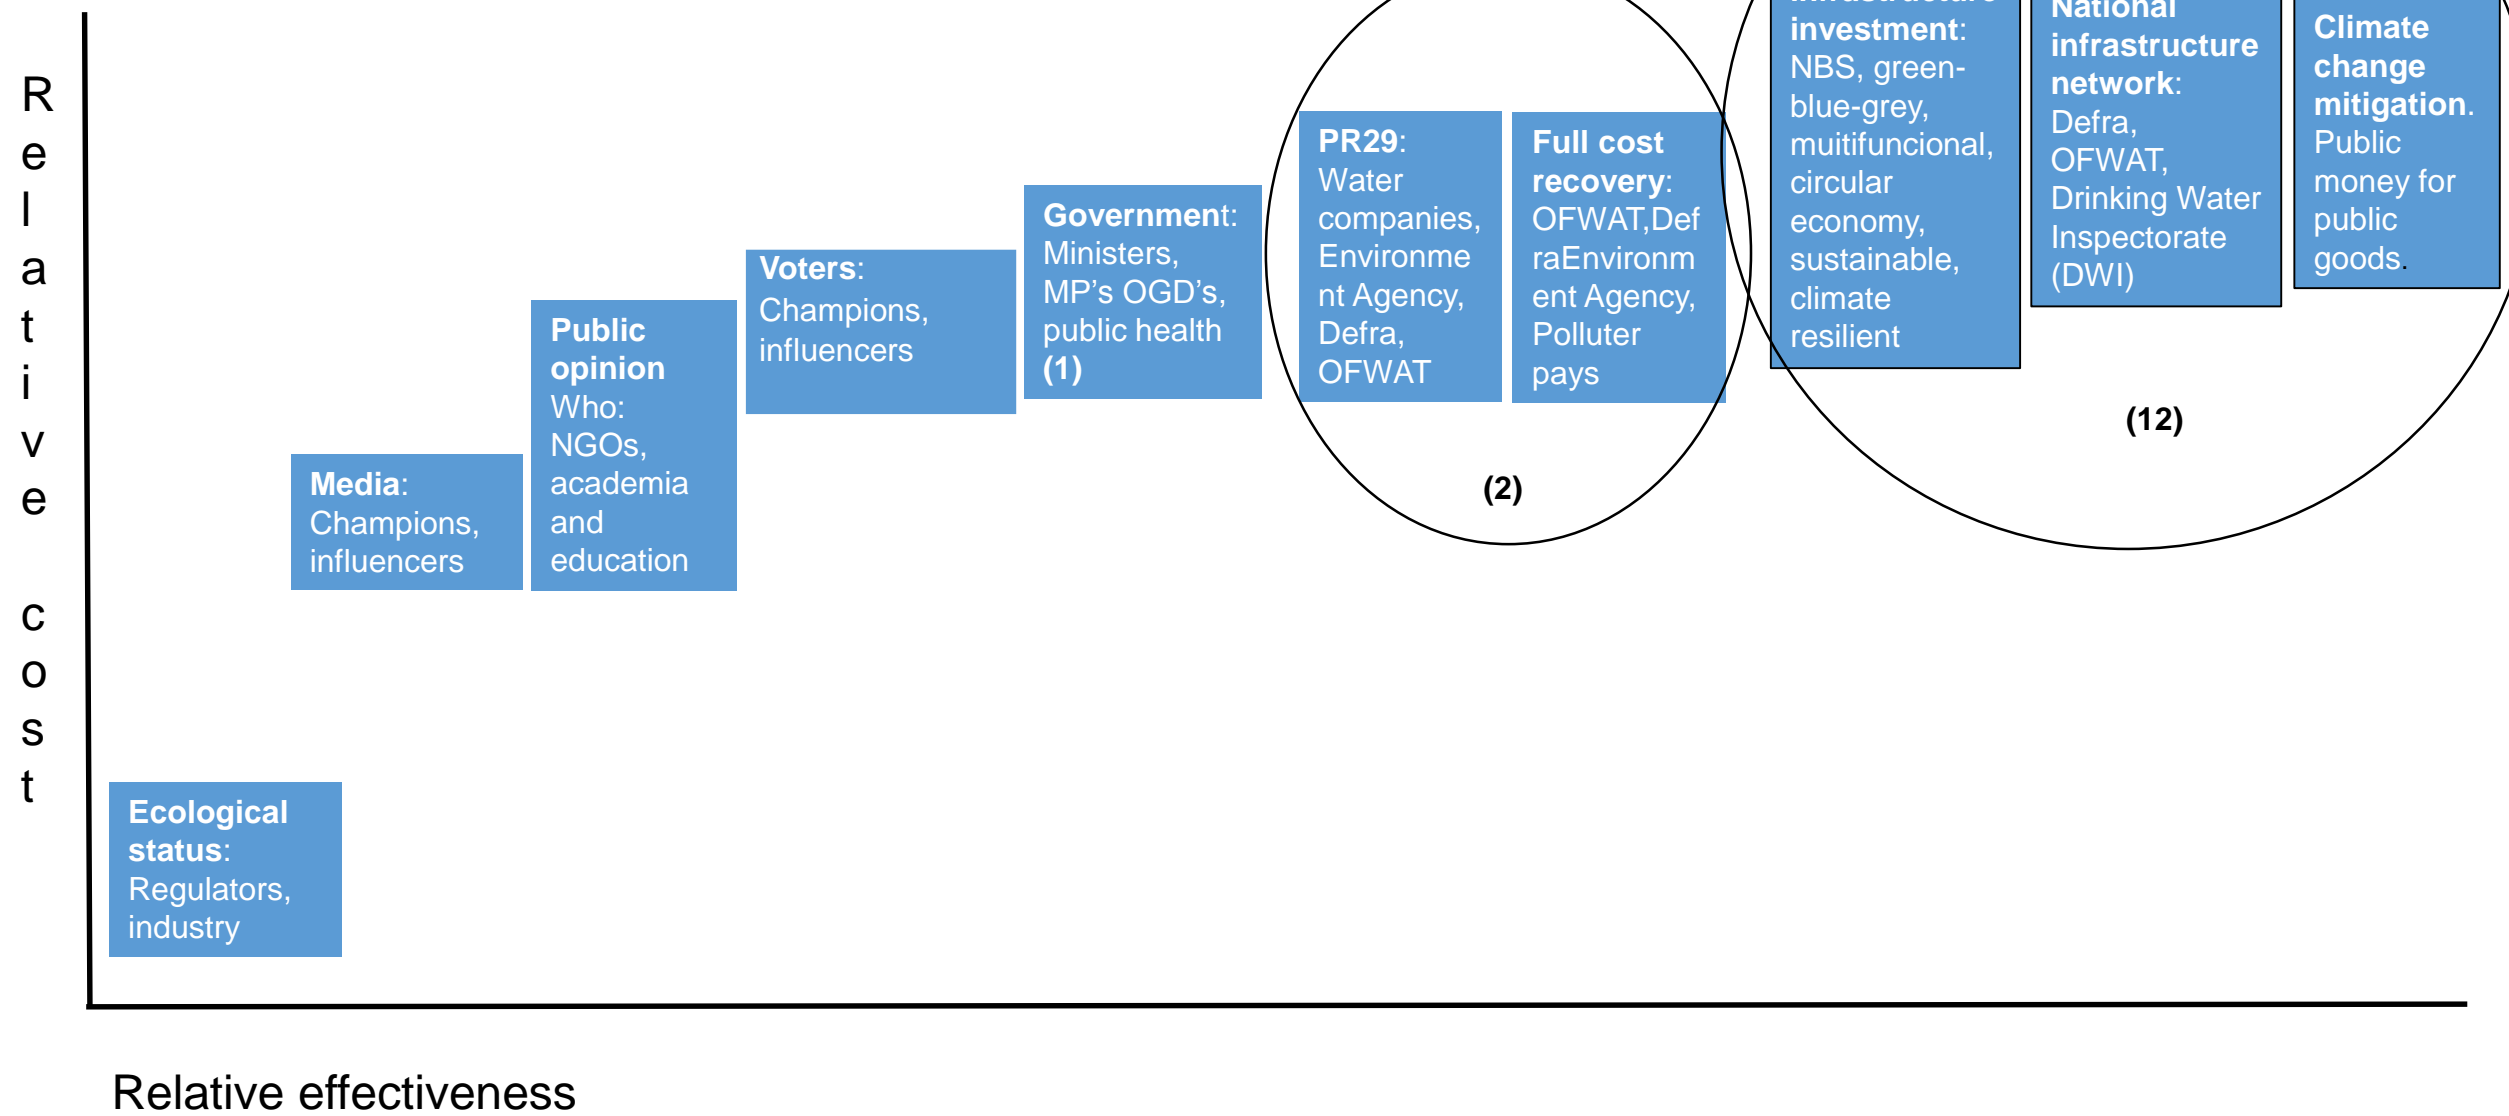 Relative cost
Ecological
status:
Regulators,
industry
Media:
Champions,
influencers
Public
opinion
Who:
NGOs,
academia
and
education
Voters:
Champions,
influencers
Government:
Ministers,
MP's OGD's,
public health
(1)
PR29:
Water
companies,
Environme
nt Agency,
Defra,
OFWAT
Full cost
recovery:
OFWAT,Def
raEnvironm
ent Agency,
Polluter
pays
(2)
investment:
NBS, green-
blue-grey,
muitifuncional,
circular
economy,
sustainable,
climate
resilient
National
infrastructure
network:
Defra,
OFWAT,
Drinking Water
Inspectorate
(DWI)
Climate
change
mitigation.
Public
money for
public
goods.
(12)
Relative effectiveness